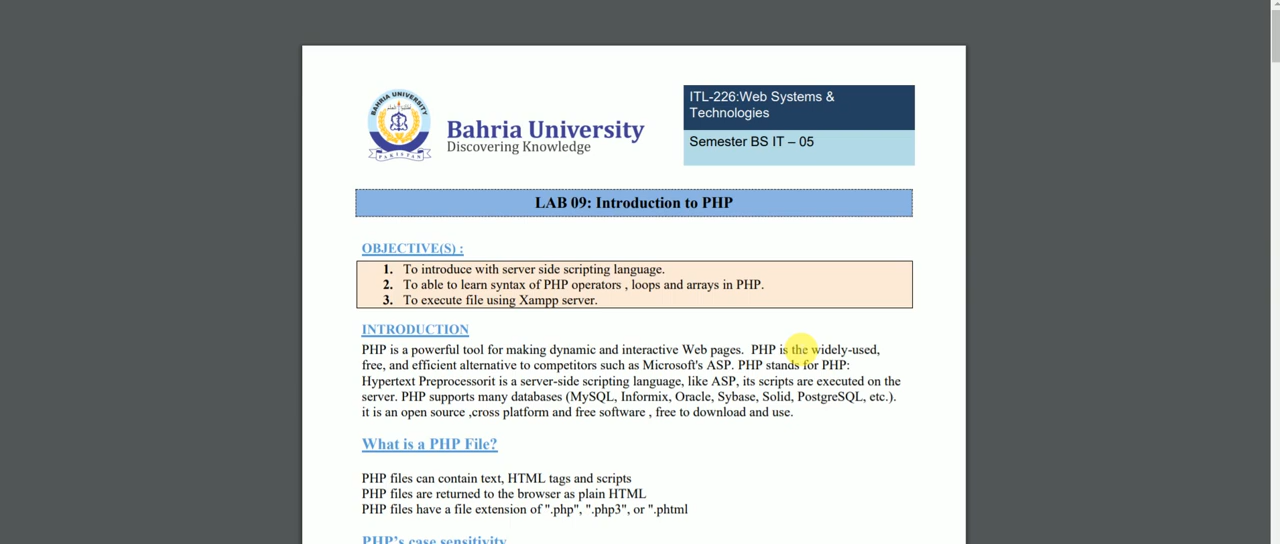 BAHRIA UNIVERSITY
PAKISTAN
Bahria University
Discovering Knowledge
ITL-226:Web Systems &
Technologies
Semester BS IT – 05
LAB 09: Introduction to PHP
OBJECTIVE(S) :
1. To introduce with server side scripting language.
2. To able to learn syntax of PHP operators , loops and arrays in PHP.
3. To execute file using Xampp server.
INTRODUCTION
PHP is a powerful tool for making dynamic and interactive Web pages.  PHP is the widely-used,
free, and efficient alternative to competitors such as Microsoft's ASP. PHP stands for PHP:
Hypertext Preprocessorit is a server-side scripting language, like ASP, its scripts are executed on the
server. PHP supports many databases (MySQL, Informix, Oracle, Sybase, Solid, PostgreSQL, etc.).
it is an open source ,cross platform and free software , free to download and use.
What is a PHP File?
PHP files can contain text, HTML tags and scripts
PHP files are returned to the browser as plain HTML
PHP files have a file extension of ".php", ".php3", or ".phtml
PHP's case sensitivity